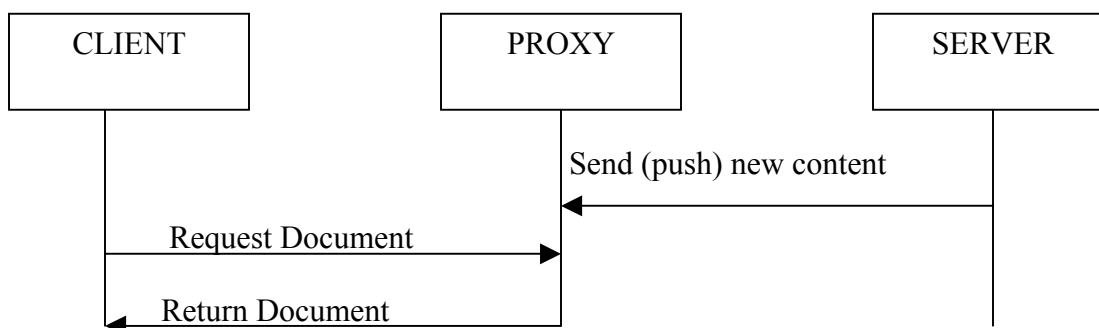 CLIENT
PROXY
SERVER
Send (push) new content
Request Document
Return Document